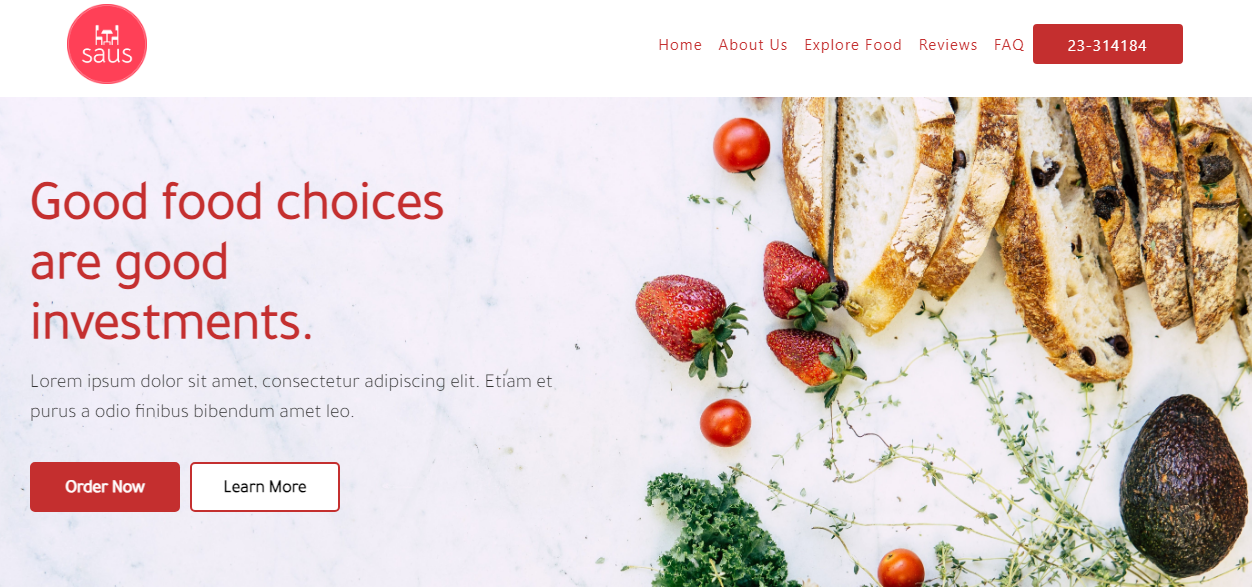 saus
Home About Us Explore Food Reviews FAQ 23-314184
Good food choices
are good
investments.
Lorem ipsum dolor sit amet, consectetur adipiscing elit. Etiam et
purus a odio finibus bibendum amet leo.
Order Now Learn More